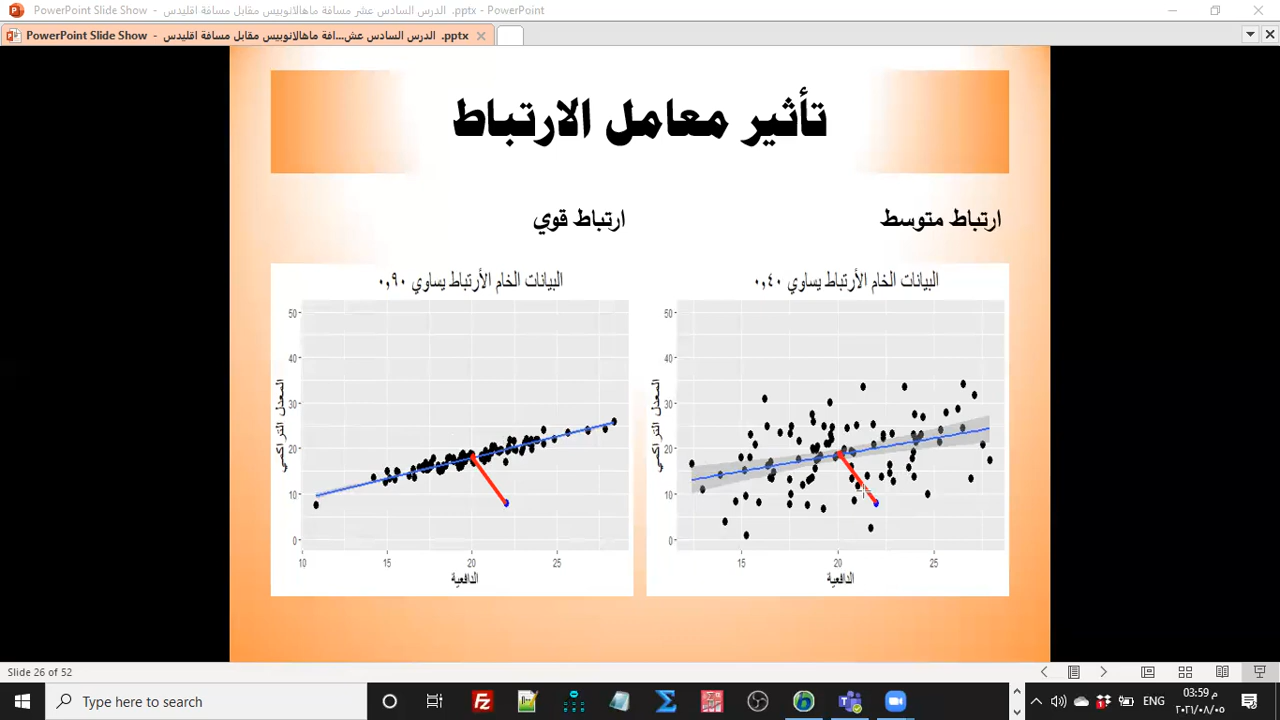 الدرس السادس عشر مسافة ماهالانوبيس مقابل مسافة اقليدس .pptx - PowerPoint
PowerPoint Slide Show - الدرس السادس عش...افة ماهالانوبيس مقابل مسافة اقليدس .pptx
تأثير معامل الارتباط
ارتباط متوسط
ارتباط قوي
البيانات الخام الأرتباط يساوي ٠,٤٠
50
40
30
20
10
0
المعدل التراكمي
15
20
25
الدافعية
البيانات الخام الأرتباط يساوي ٠,٩٠
50
40
30
20
10
0
المعدل التراكمي
10
15
20
25
الدافعية
Slide 26 of 52
Type here to search
ENG
03:59 م
٢٠٢١/٠٨/٠٥